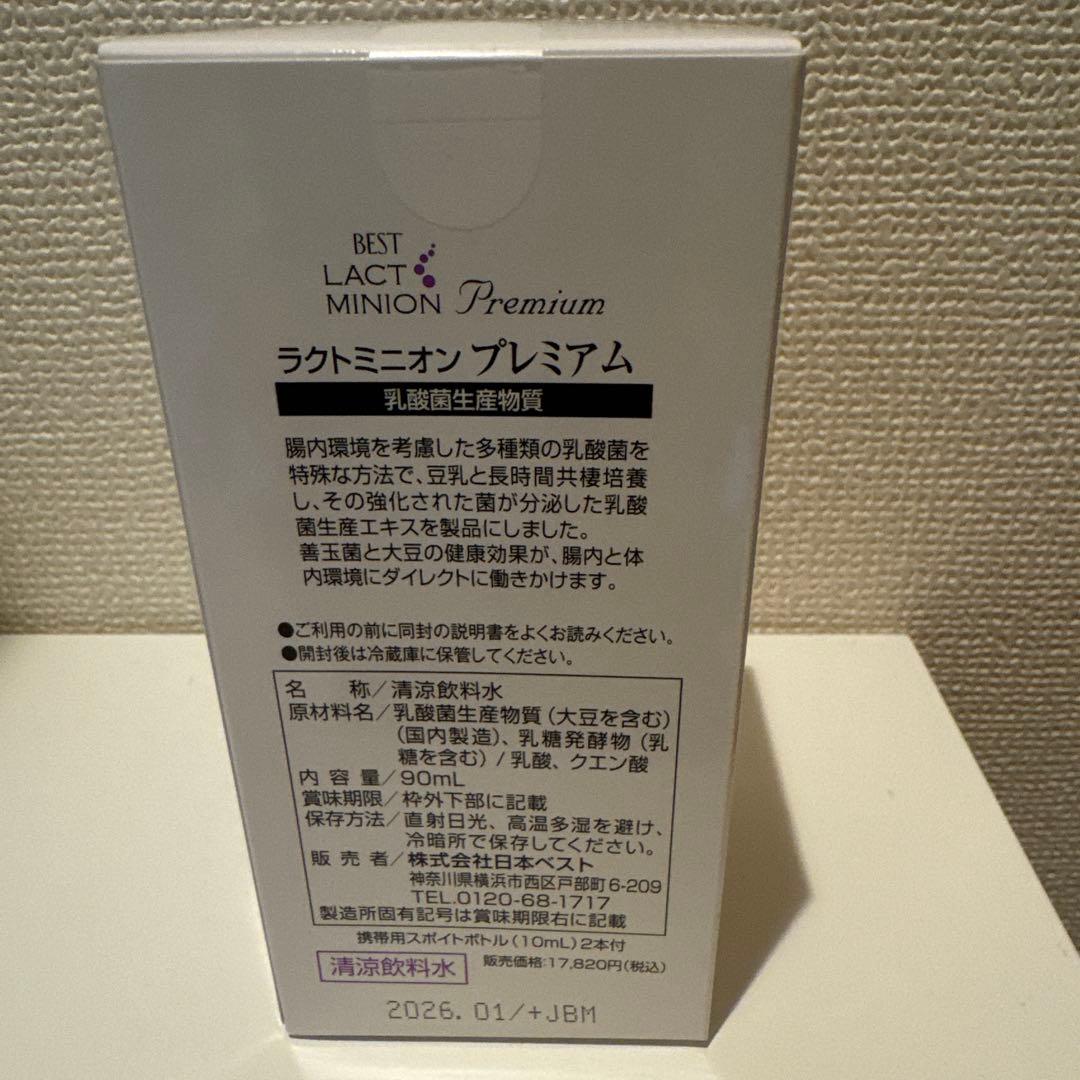 BEST
LACT
MINION Premium
ラクトミニオン プレミアム
乳酸菌生産物質
腸内環境を考慮した多種類の乳酸菌を
特殊な方法で、豆乳と長時間共棲培養
し、その強化された菌が分泌した乳酸
菌生産エキスを製品にしました。
善玉菌と大豆の健康効果が、腸内と体
内環境にダイレクトに働きかけます。
●ご利用の前に同封の説明書をよくお読みください。
●開封後は冷蔵庫に保管してください。
名 称/清涼飲料水
原材料名/乳酸菌生産物質(大豆を含む)
(国内製造)、乳糖発酵物(乳
糖を含む)/乳酸、クエン酸
内容量/90mL
賞味期限/枠外下部に記載
保存方法/直射日光、高温多湿を避け、
冷暗所で保存してください。
販売者/株式会社日本ベスト
神奈川県横浜市西区戸部町6-209
TEL.0120-68-1717
製造所固有記号は賞味期限右に記載
携帯用スポイトボトル(10mL)2本付
清涼飲料水 販売価格:17,820円(税込)
2026.01/+JBM